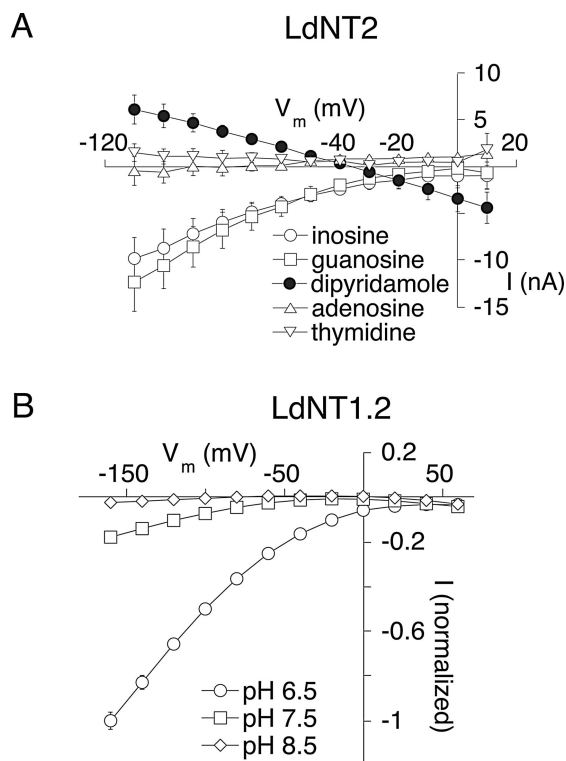 A
LdNT2
10
Vm (mV)
5
-120
-40
-20
20
inosine
guanosine
-10
dipyridamole
I (nA)
adenosine
-15
thymidine
B
LdNT1.2
Vm (mV)
0.2
-150
-50
50
-0.2
I (normalized)
-0.6
pH 6.5
pH 7.5
-1
pH 8.5